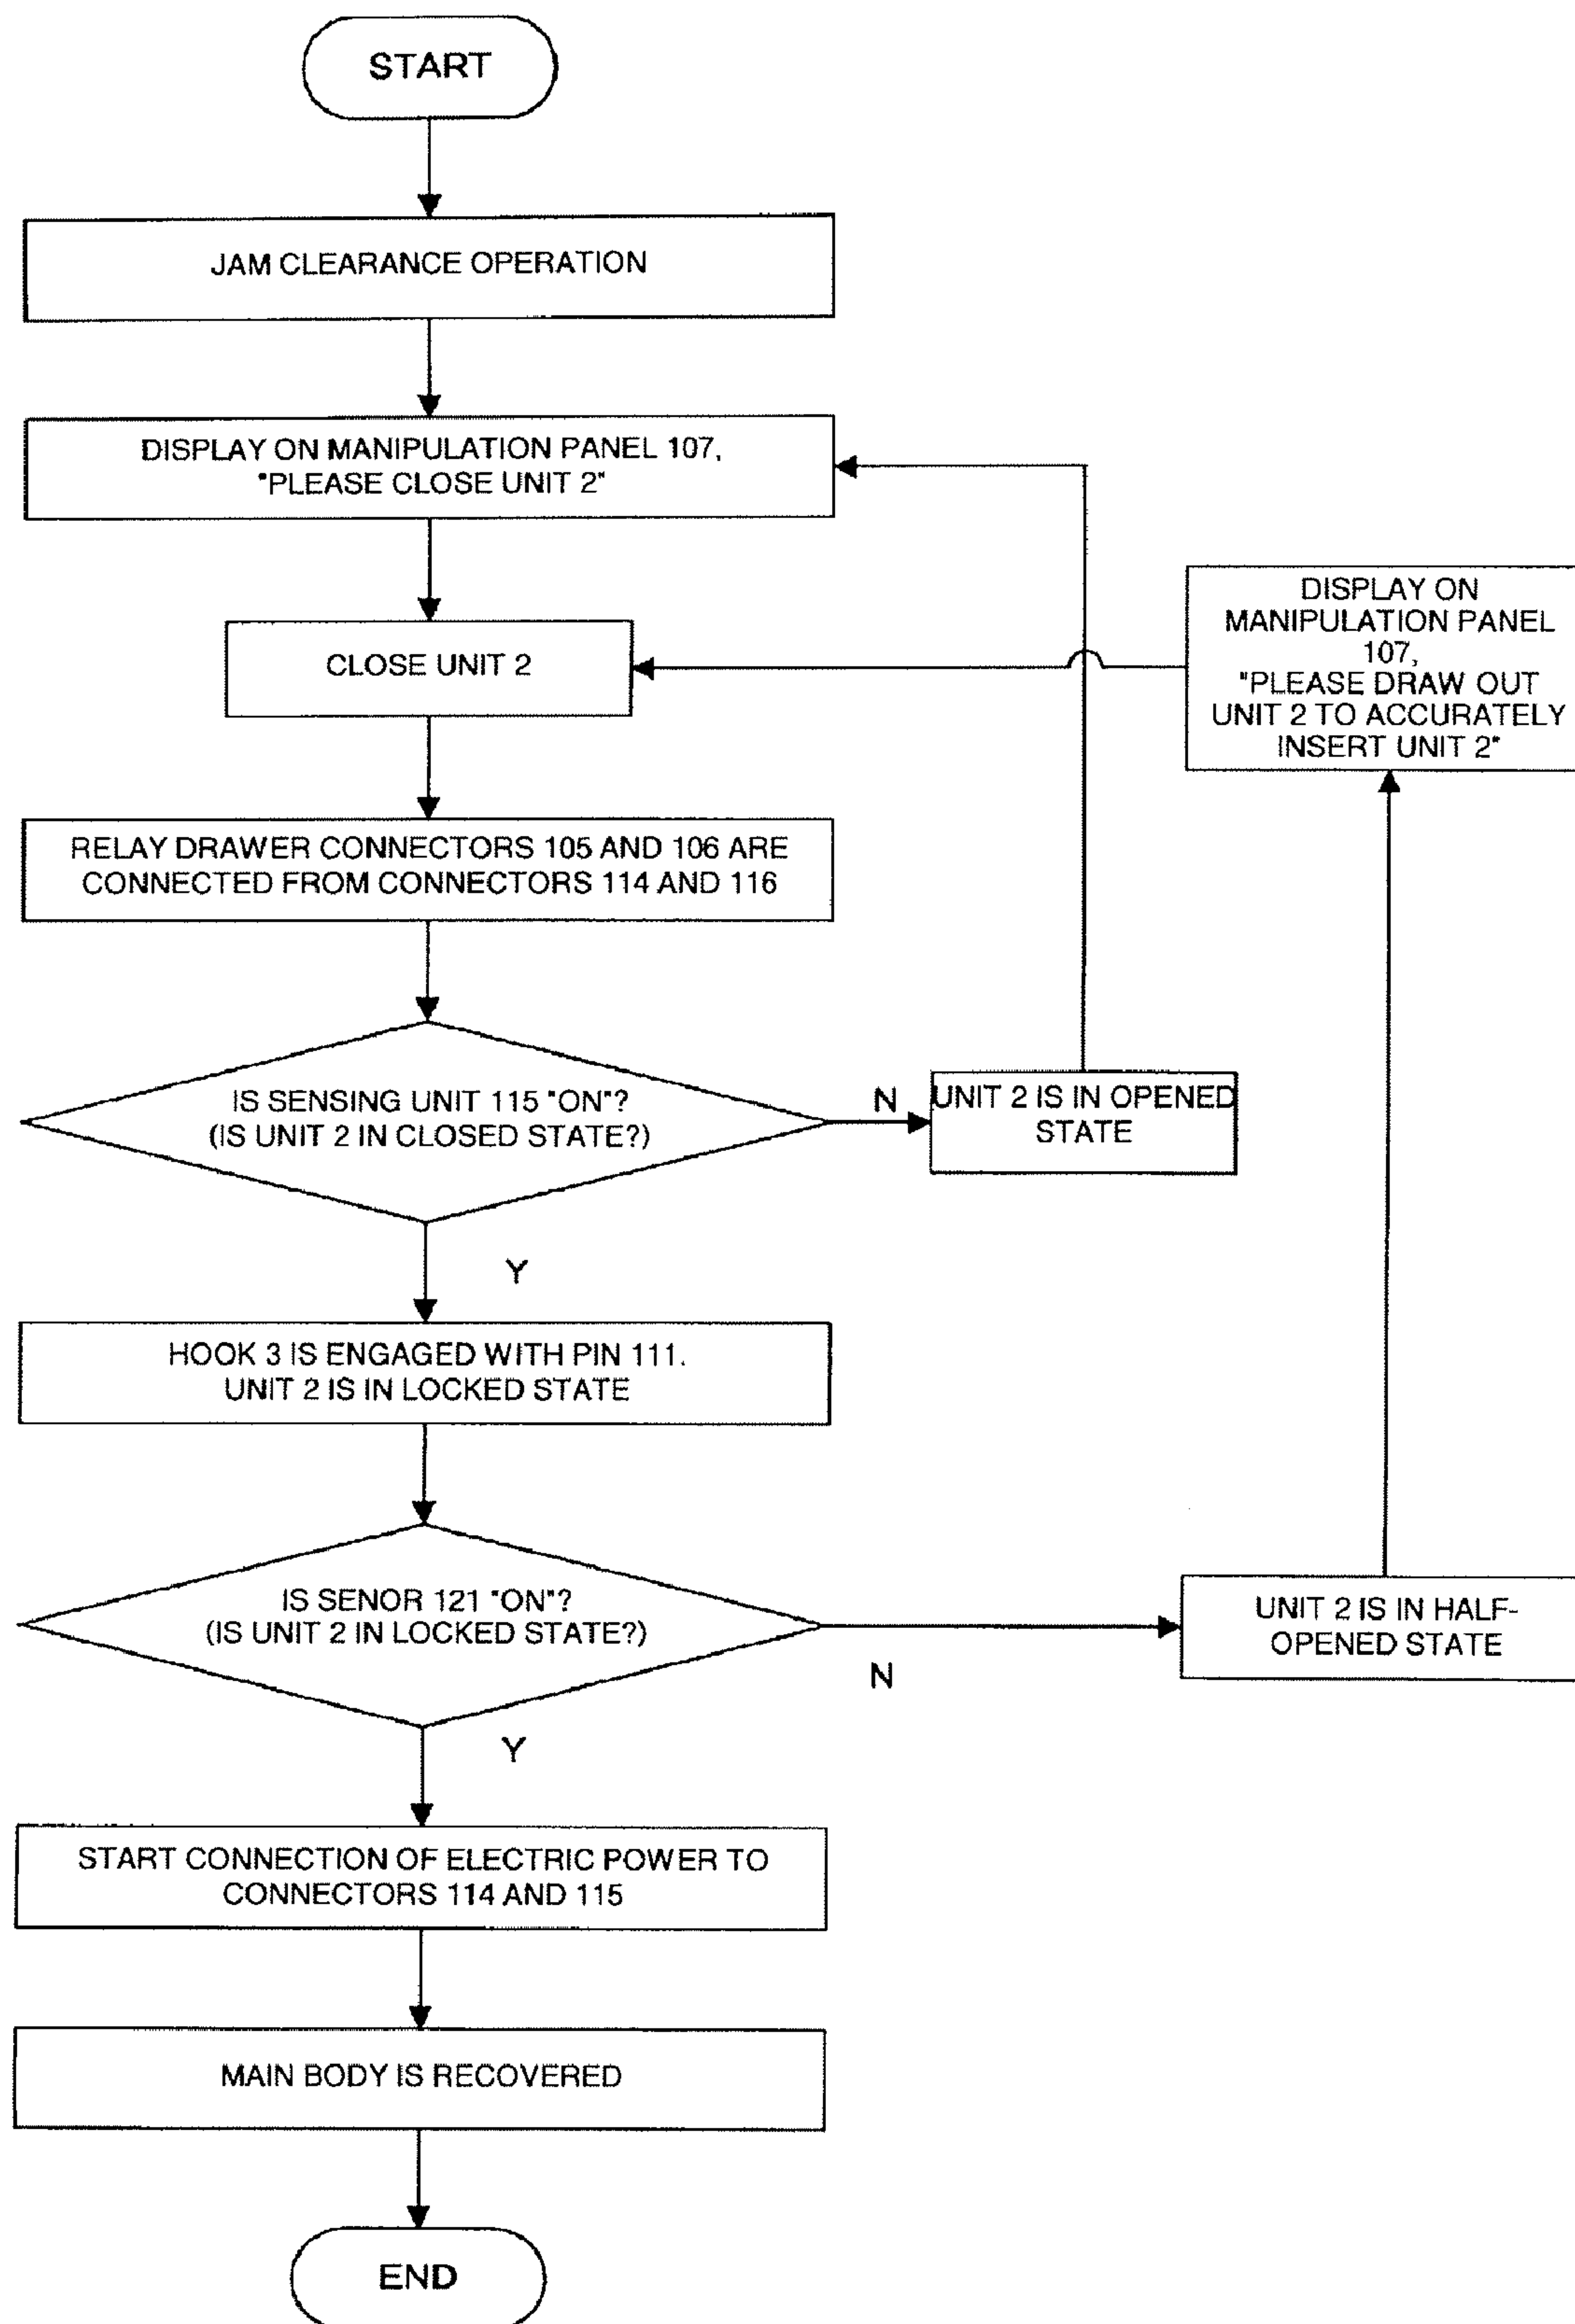 START
JAM CLEARANCE OPERATION
DISPLAY ON MANIPULATION PANEL 107,
"PLEASE CLOSE UNIT 2"
DISPLAY ON
MANIPULATION PANEL
107,
"PLEASE DRAW OUT
UNIT 2 TO ACCURATELY
INSERT UNIT 2"
CLOSE UNIT 2
RELAY DRAWER CONNECTORS 105 AND 106 ARE
CONNECTED FROM CONNECTORS 114 AND 116
IS SENSING UNIT 115 "ON"?
(IS UNIT 2 IN CLOSED STATE?)
N
UNIT 2 IS IN OPENED
STATE
Y
HOOK 3 IS ENGAGED WITH PIN 111.
UNIT 2 IS IN LOCKED STATE
IS SENOR 121 "ON"?
(IS UNIT 2 IN LOCKED STATE?)
N
UNIT 2 IS IN HALF-
OPENED STATE
Y
START CONNECTION OF ELECTRIC POWER TO
CONNECTORS 114 AND 115
MAIN BODY IS RECOVERED
END